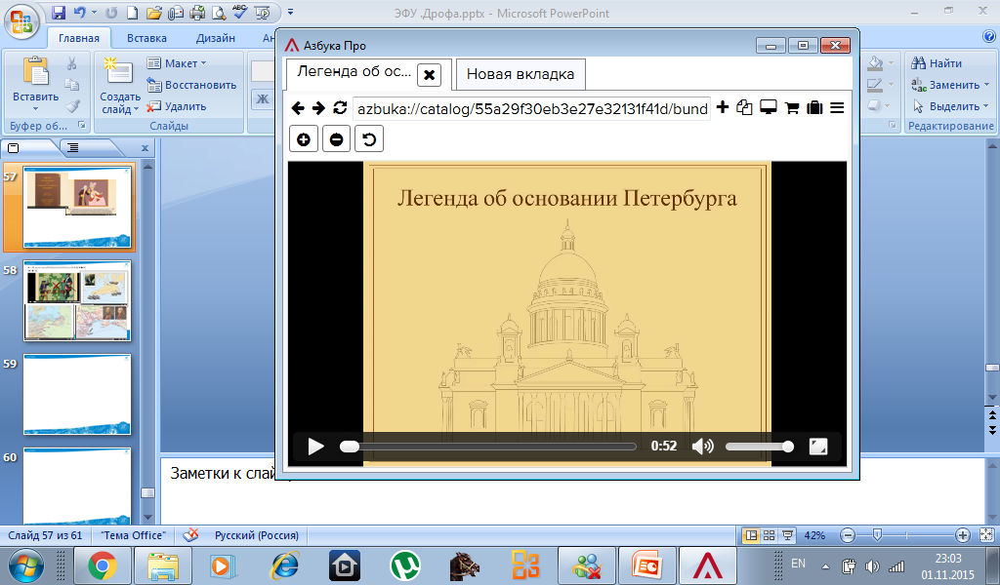 ЭФУ .Дрофа.pptx - Microsoft PowerPoint
Главная
Вставка
Дизайн
Ан
Вставить
Буфер об...
Создать
слайд
Макет
Восстановить
Удалить
Слайды
Ж
Найти
Заменить
Выделить
Редактирование
Азбука Про
Легенда об ос...
Новая вкладка
azbuka://catalog/55a29f30eb3e27e32131f41d/bund
Легенда об основании Петербурга
0:52
57
58
59
60
Заметки к слай
Слайд 57 из 61
"Тема Office"
Русский (Россия)
42%
EN
23:03
01.11.2015